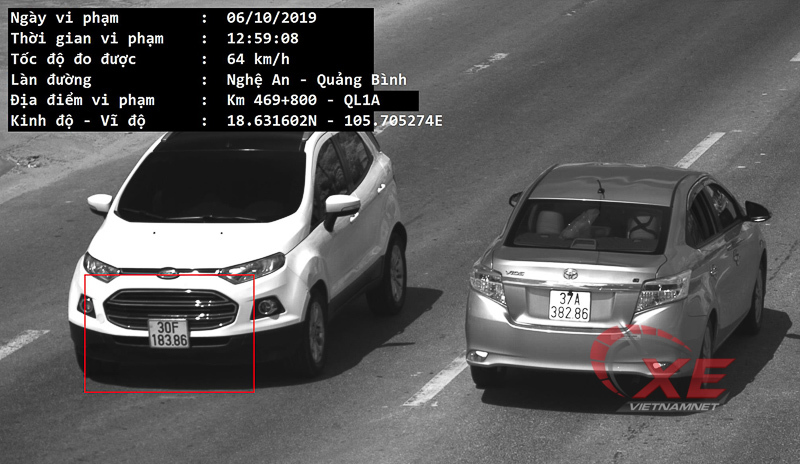 Ngày vi phạm : 06/10/2019
Thời gian vi phạm : 12:59:08
Tốc độ đo được : 64 km/h
Làn đường : Nghệ An - Quảng Bình
Địa điểm vi phạm : Km 469+800 - QL1A
Kinh độ - Vĩ độ : 18.631602N - 105.705274E
30F
183.86
VIOS
37A
382.86
XE
VIETNAMNET